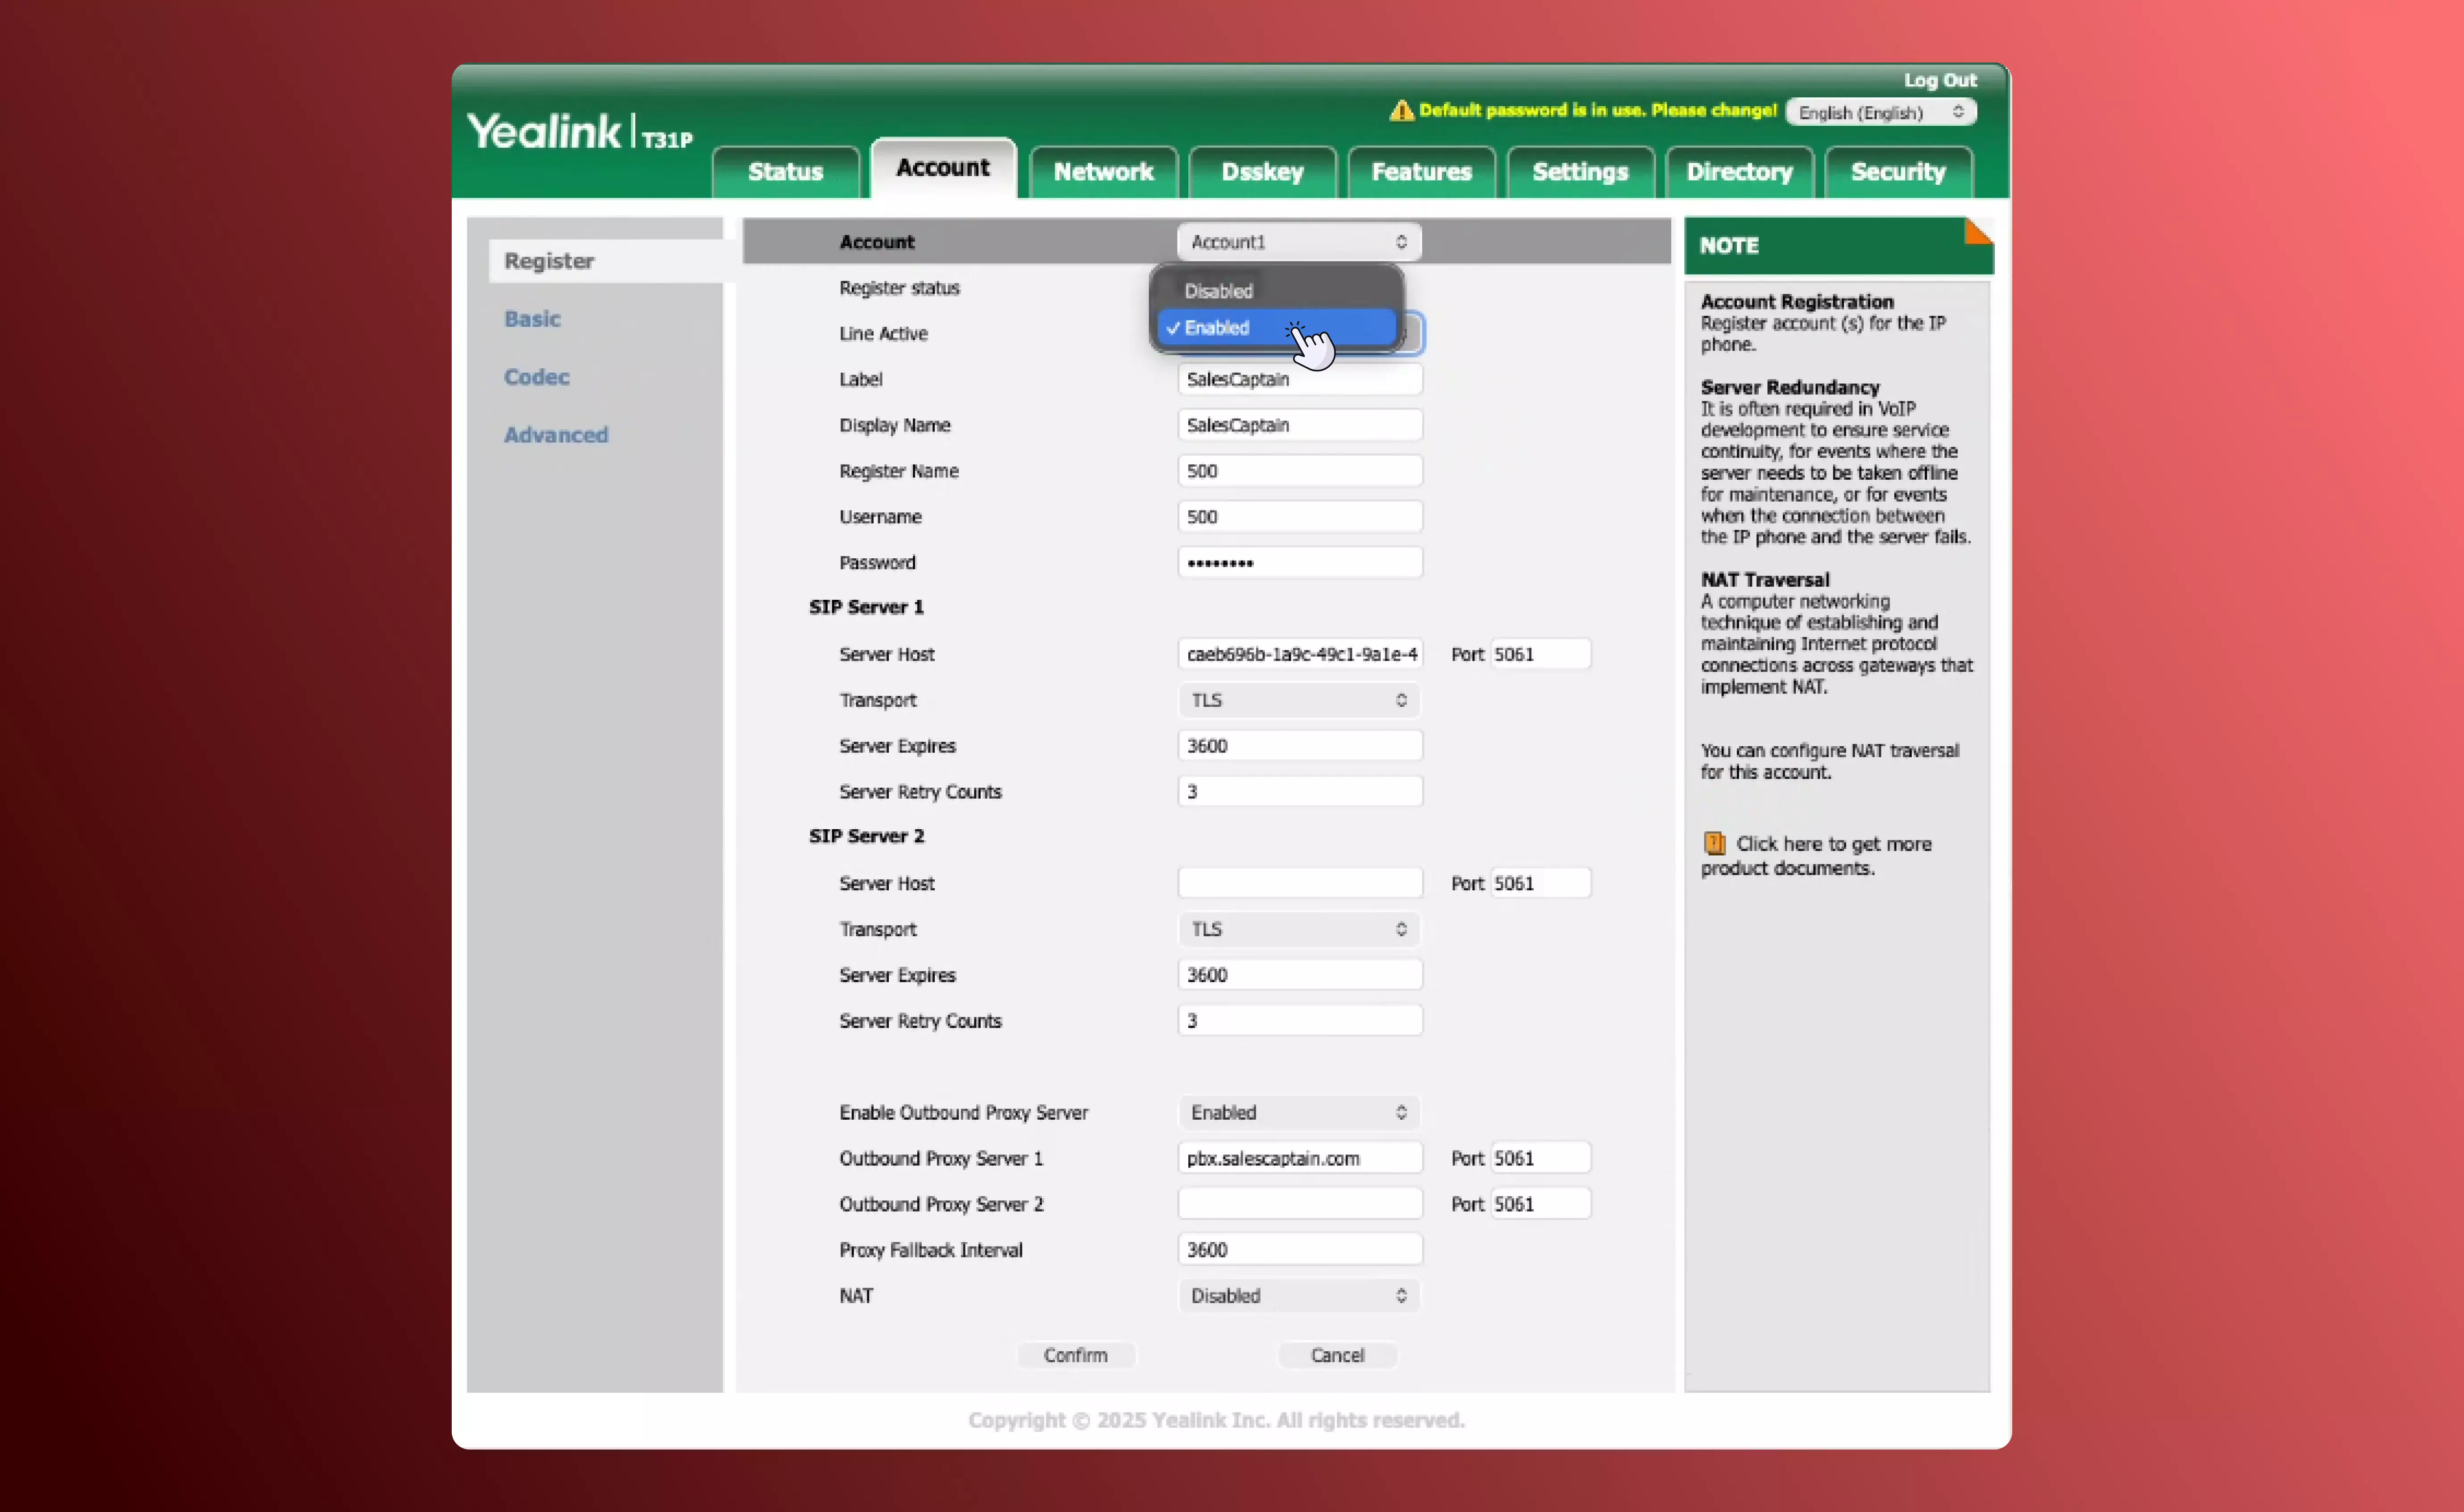 Log Out
Default password is in use. Please change!
English (English)
Yealink | T31P
Status
Account
Network
Dsskey
Features
Settings
Directory
Security
Register
Basic
Codec
Advanced
Account
Account1
Register status
Disabled
Line Active
✓ Enabled
Label
SalesCaptain
Display Name
SalesCaptain
Register Name
500
Username
500
Password
••••••••
SIP Server 1
Server Host
caeb696b-1a9c-49c1-9a1e-4
Port 5061
Transport
TLS
Server Expires
3600
Server Retry Counts
3
SIP Server 2
Server Host
Port 5061
Transport
TLS
Server Expires
3600
Server Retry Counts
3
Enable Outbound Proxy Server
Enabled
Outbound Proxy Server 1
pbx.salescaptain.com
Port 5061
Outbound Proxy Server 2
Port 5061
Proxy Fallback Interval
3600
NAT
Disabled
Confirm
Cancel
NOTE
Account Registration
Register account (s) for the IP
phone.
Server Redundancy
It is often required in VoIP
development to ensure service
continuity, for events where the
server needs to be taken offline
for maintenance, or for events
when the connection between
the IP phone and the server fails.
NAT Traversal
A computer networking
technique of establishing and
maintaining Internet protocol
connections across gateways that
implement NAT.
You can configure NAT traversal
for this account.
Click here to get more
product documents.
Copyright © 2025 Yealink Inc. All rights reserved.